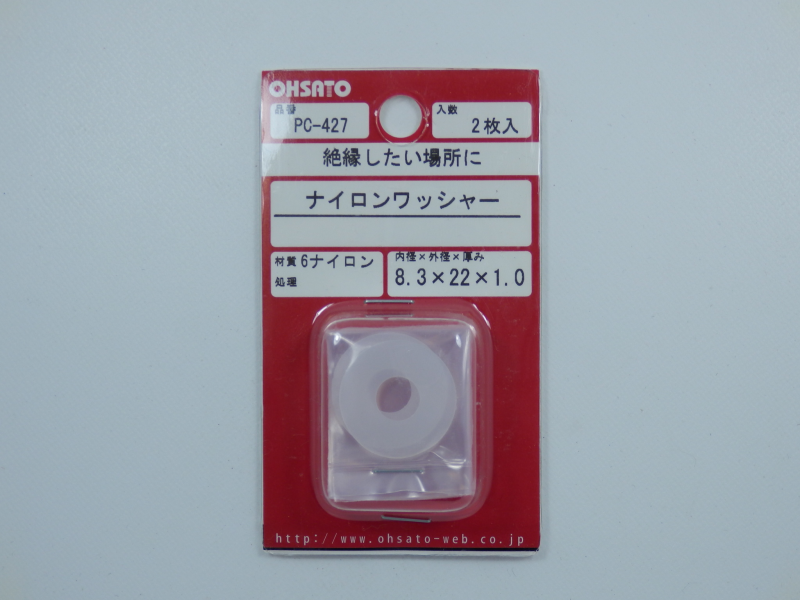 OHSATO
品番
PC-427
入数
2枚入
絶縁したい場所に
ナイロンワッシャー
材質 6ナイロン
処理
内径×外径×厚み
8.3×22×1.0
http://www.ohsato-web.co.jp